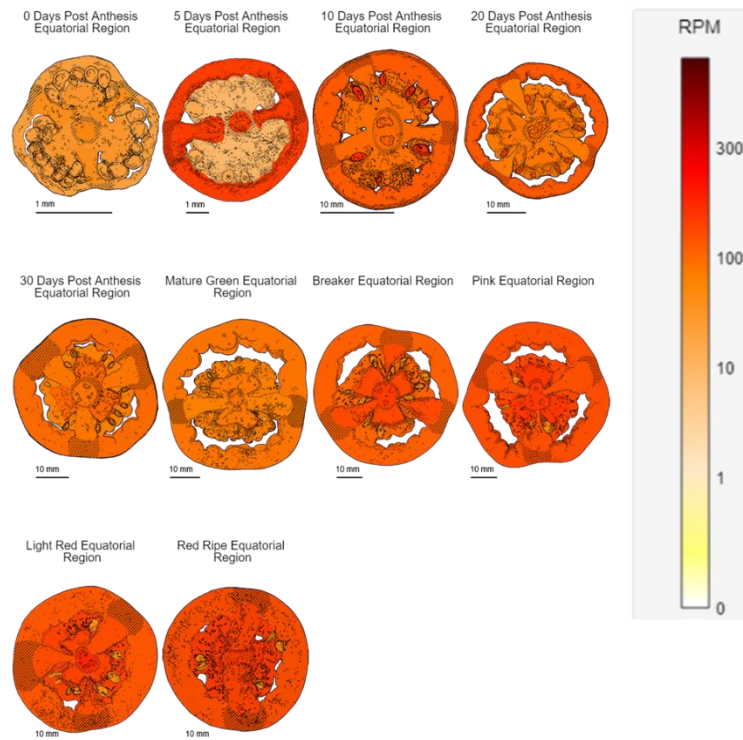 0 Days Post Anthesis
Equatorial Region
5 Days Post Anthesis
Equatorial Region
10 Days Post Anthesis
Equatorial Region
20 Days Post Anthesis
Equatorial Region
RPM
300
100
10
1
0
1 mm
1 mm
10 mm
10 mm
30 Days Post Anthesis
Equatorial Region
Mature Green Equatorial
Region
Breaker Equatorial Region
Pink Equatorial Region
10 mm
10 mm
10 mm
10 mm
Light Red Equatorial
Region
Red Ripe Equatorial
Region
10 mm
10 mm